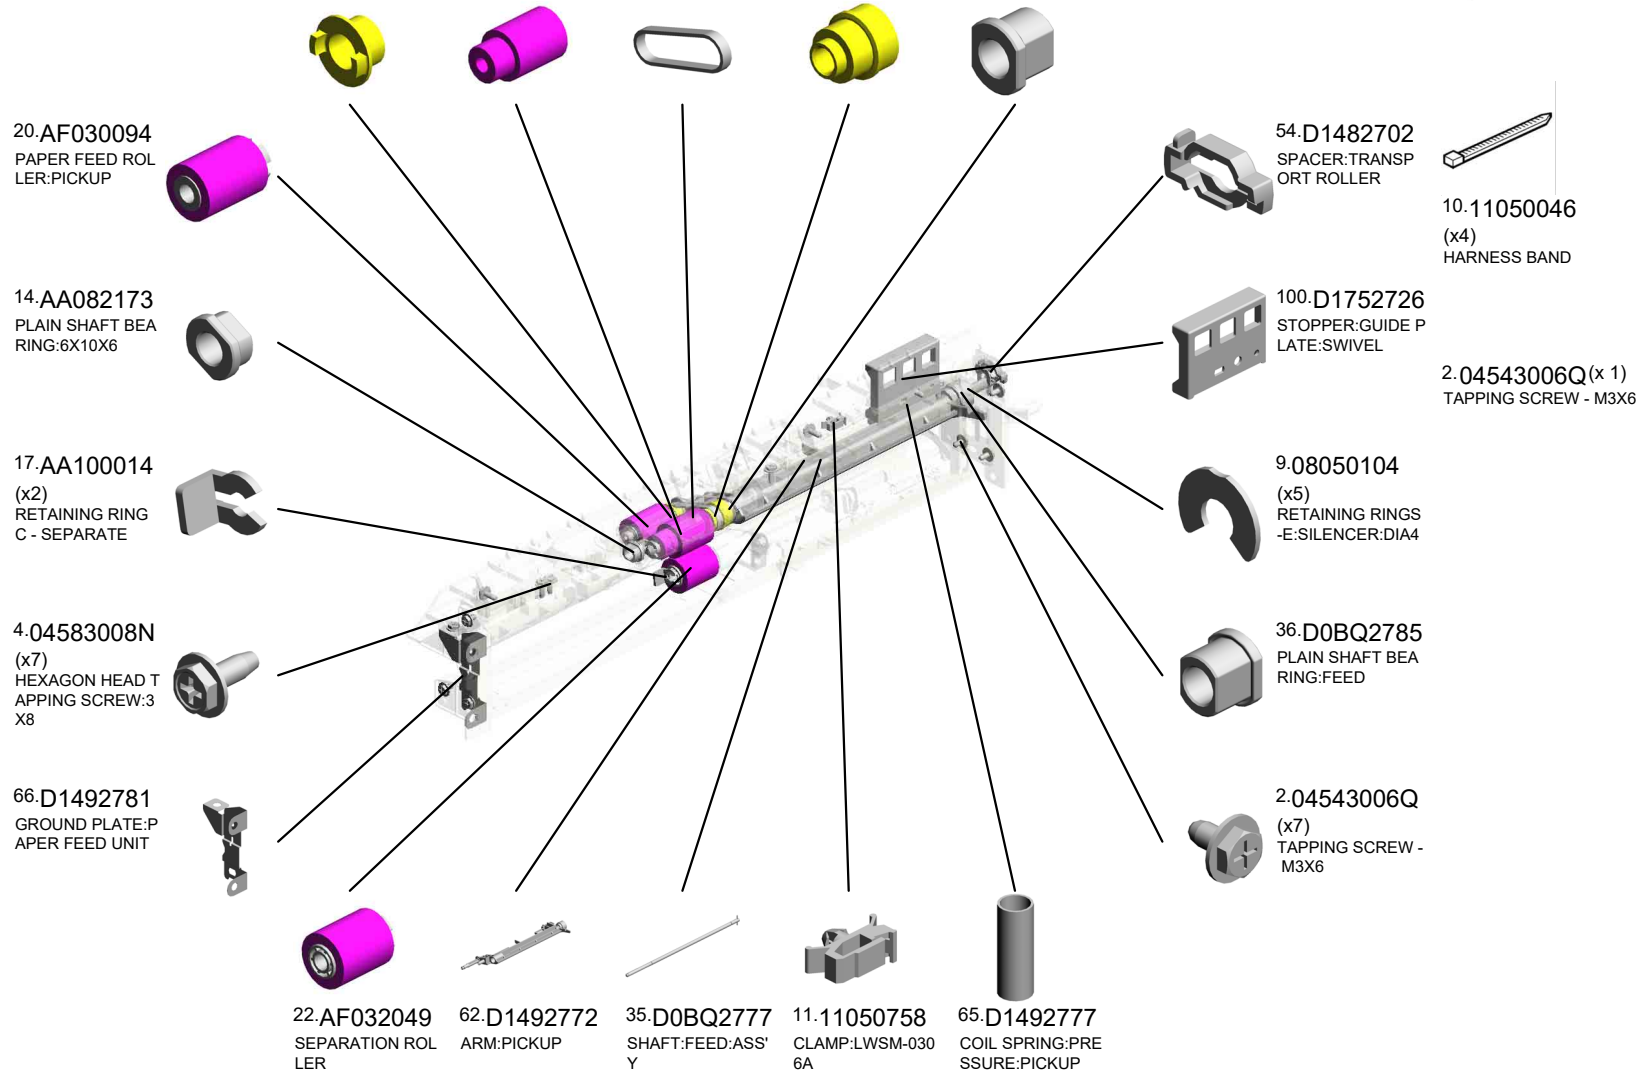 20.AF030094
PAPER FEED ROL
LER:PICKUP
14.AA082173
PLAIN SHAFT BEA
RING:6X10X6
17.AA100014
(x2)
RETAINING RING
C - SEPARATE
4.04583008N
(x7)
HEXAGON HEAD T
APPING SCREW:3
X8
66.D1492781
GROUND PLATE:P
APER FEED UNIT
22.AF032049
SEPARATION ROL
LER
62.D1492772
ARM:PICKUP
35.D0BQ2777
SHAFT:FEED:ASS'
Y
11.11050758
CLAMP:LWSM-030
6A
65.D1492777
COIL SPRING:PRE
SSURE:PICKUP
54.D1482702
SPACER:TRANSP
ORT ROLLER
100.D1752726
STOPPER:GUIDE P
LATE:SWIVEL
9.08050104
(x5)
RETAINING RINGS
-E:SILENCER:DIA4
36.D0BQ2785
PLAIN SHAFT BEA
RING:FEED
2.04543006Q
(x7)
TAPPING SCREW -
M3X6
10.11050046
(x4)
HARNESS BAND
2.04543006Q(x 1)
TAPPING SCREW - M3X6